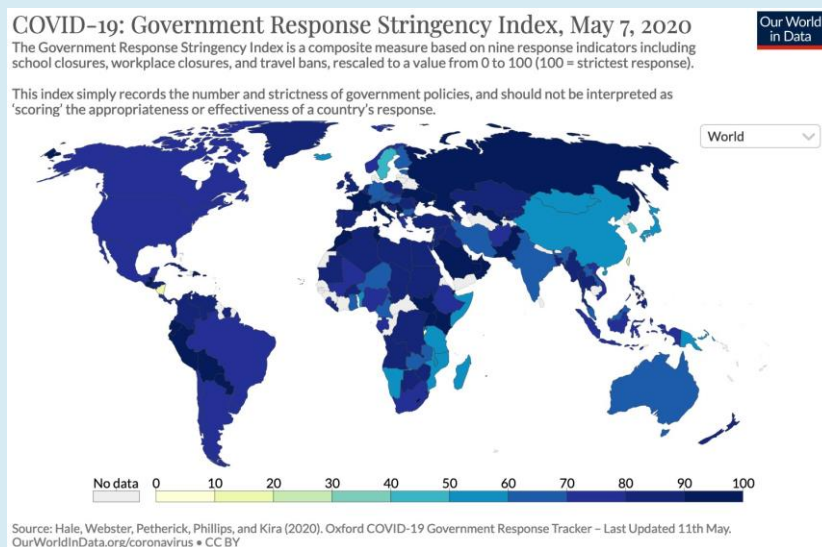 COVID-19: Government Response Stringency Index, May 7, 2020
Our World
in Data
The Government Response Stringency Index is a composite measure based on nine response indicators including
school closures, workplace closures, and travel bans, rescaled to a value from 0 to 100 (100 = strictest response).
This index simply records the number and strictness of government policies, and should not be interpreted as
'scoring' the appropriateness or effectiveness of a country's response.
World
No data 0 10 20 30 40 50 60 70 80 90 100
Source: Hale, Webster, Petherick, Phillips, and Kira (2020). Oxford COVID-19 Government Response Tracker – Last Updated 11th May.
OurWorldInData.org/coronavirus • CC BY